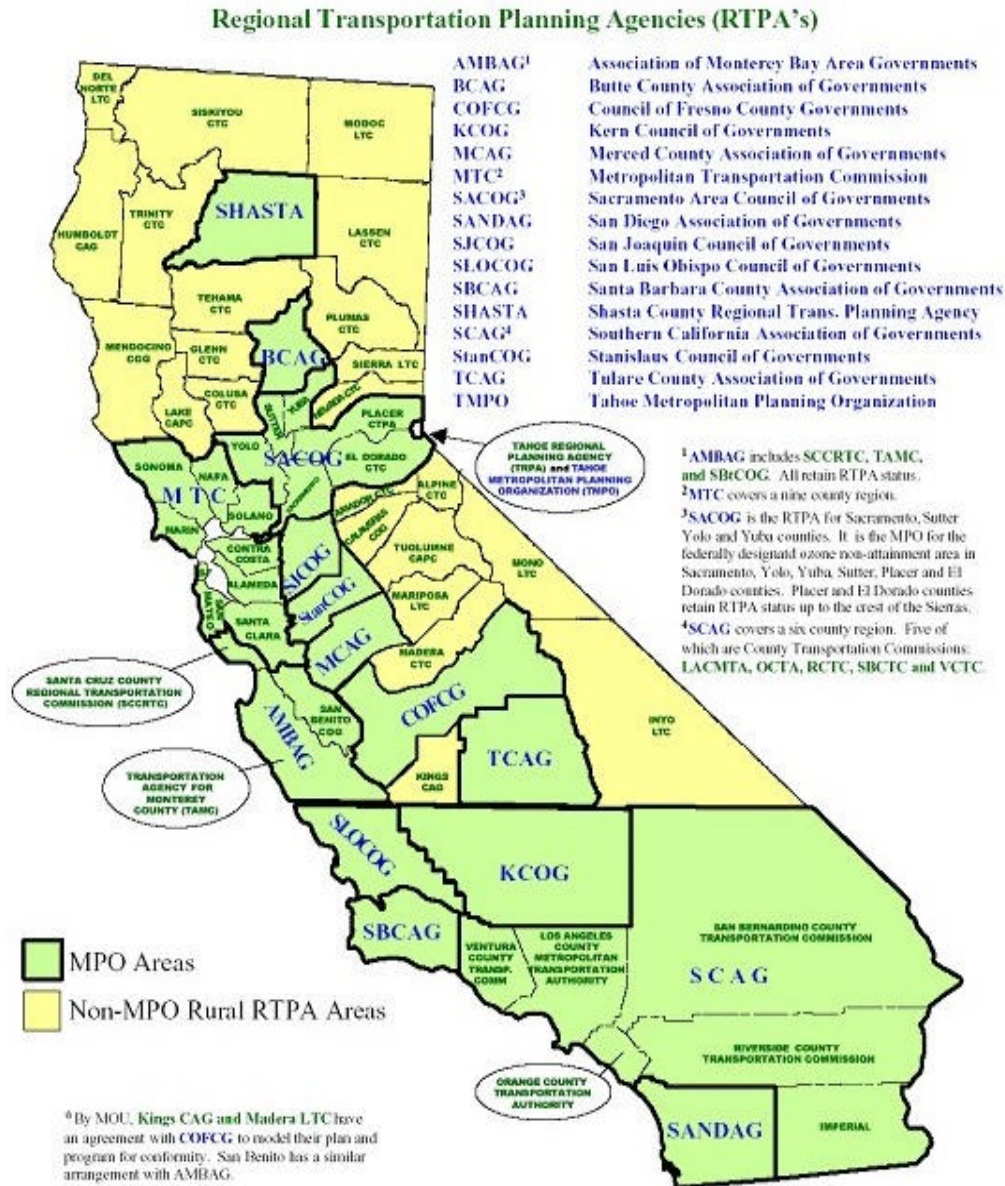 Regional Transportation Planning Agencies (RTPA's)
AMBAG¹ Association of Monterey Bay Area Governments
BCAG Butte County Association of Governments
COFCG Council of Fresno County Governments
KCOG Kern Council of Governments
MCAG Merced County Association of Governments
MTC² Metropolitan Transportation Commission
SACOG³ Sacramento Area Council of Governments
SANDAG San Diego Association of Governments
SJCOG San Joaquin Council of Governments
SLOCOG San Luis Obispo Council of Governments
SBCAG Santa Barbara County Association of Governments
SHASTA Shasta County Regional Trans. Planning Agency
SCAG⁴ Southern California Association of Governments
StanCOG Stanislaus Council of Governments
TCAG Tulare County Association of Governments
TMPO Tahoe Metropolitan Planning Organization
DEL
NORTE
LTC
SISKIYOU
CTC
MODOC
LTC
SHASTA
TRINITY
CTC
HUMBOLDT
CAG
LASSEN
CTC
TEHAMA
CTC
PLUMAS
CTC
MENDOCINO
COG
GLENN
CTC
BCAG
SIERRA LTC
COLUSA
CTC
LAKE
CAPC
SUTTER
YUBA
NEVADA CTC
PLACER
CTPA
YOLO
SACOG
EL DORADO
CTC
SACRAMENTO
SONOMA
NAPA
MTC
SOLANO
MARIN
ALPINE
CTC
AMADOR CTC
CALAVERAS
COG
CONTRA
COSTA
ALAMEDA
SAN
MATEO
SANTA
CLARA
SJCOG
TUOLUMNE
CAPC
MONO
LTC
StanCOG
MARIPOSA
LTC
MCAG
MADERA
CTC
SAN
BENITO
COG
AMBAG
COFCG
INYO
LTC
KINGS
CAG
TCAG
TAHOE REGIONAL
PLANNING AGENCY
(TRPA) and TAHOE
METROPOLITAN PLANNING
ORGANIZATION (TMPO)
¹AMBAG includes SCCRTC, TAMC,
and SBtCOG. All retain RTPA status.
²MTC covers a nine county region.
³SACOG is the RTPA for Sacramento, Sutter
Yolo and Yuba counties. It is the MPO for the
federally designatd ozone non-attainment area in
Sacramento, Yolo, Yuba, Sutter, Placer and El
Dorado counties. Placer and El Dorado counties
retain RTPA status up to the crest of the Sierras.
⁴SCAG covers a six county region. Five of
which are County Transportation Commissions:
LACMTA, OCTA, RCTC, SBCTC and VCTC.
SANTA CRUZ COUNTY
REGIONAL TRANSPORTATION
COMMISSION (SCCRTC)
TRANSPORTATION
AGENCY FOR
MONTEREY
COUNTY (TAMC)
SLOCOG
KCOG
SBCAG
VENTURA
COUNTY
TRANSP.
COMM
LOS ANGELES
COUNTY
METROPOLITAN
TRANSPORTATION
AUTHORITY
SAN BERNARDINO COUNTY
TRANSPORTATION COMMISSION
SCAG
RIVERSIDE COUNTY
TRANSPORTATION COMMISSION
ORANGE COUNTY
TRANSPORTATION
AUTHORITY
SANDAG
IMPERIAL
MPO Areas
Non-MPO Rural RTPA Areas
⁶By MOU, Kings CAG and Madera LTC have
an agreement with COFCG to model their plan and
program for conformity. San Benito has a similar
arrangement with AMBAG.